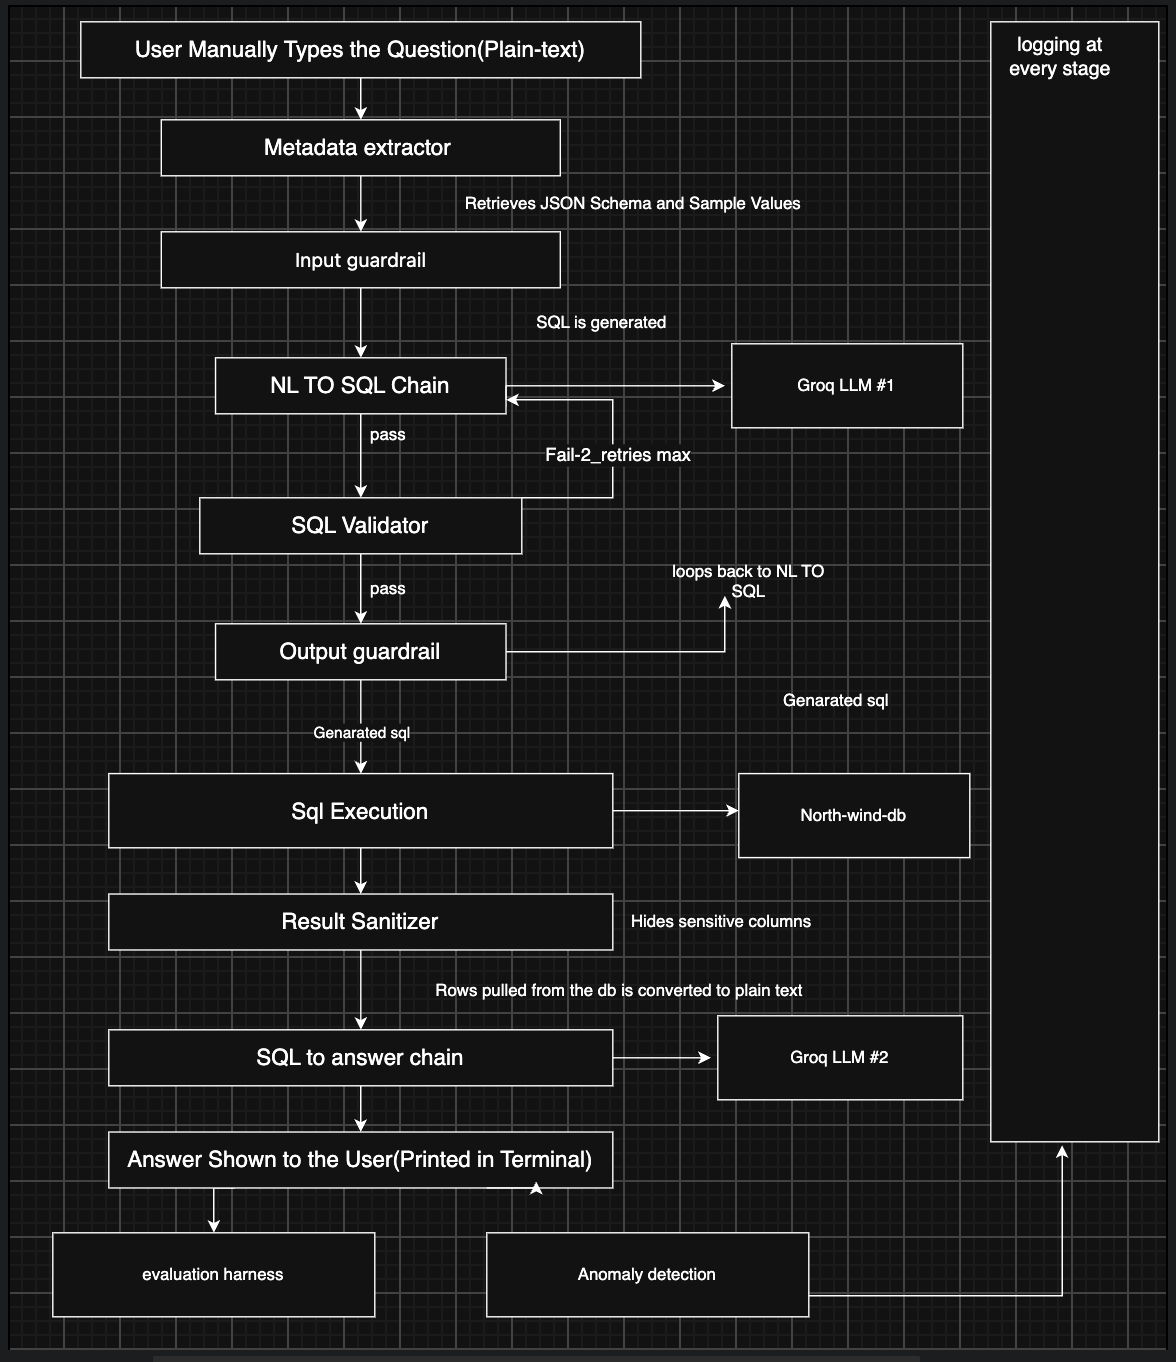 User Manually Types the Question(Plain-text)
logging at
every stage
Metadata extractor
Retrieves JSON Schema and Sample Values
Input guardrail
SQL is generated
NL TO SQL Chain
Groq LLM #1
pass
Fail-2_retries max
SQL Validator
loops back to NL TO
SQL
pass
Output guardrail
Genarated sql
Genarated sql
Sql Execution
North-wind-db
Result Sanitizer
Hides sensitive columns
Rows pulled from the db is converted to plain text
SQL to answer chain
Groq LLM #2
Answer Shown to the User(Printed in Terminal)
evaluation harness
Anomaly detection